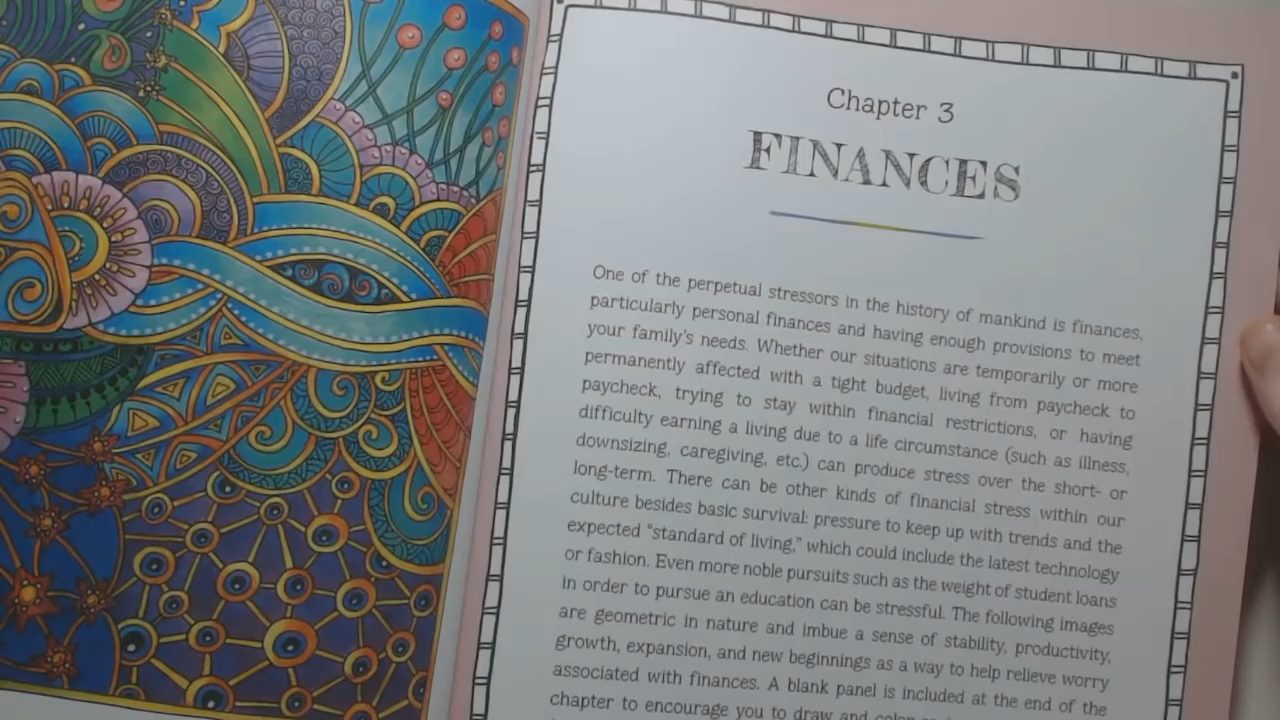 Chapter 3
FINANCES
One of the perpetual stressors in the history of mankind is finances,
particularly personal finances and having enough provisions to meet
your family's needs. Whether our situations are temporarily or more
permanently affected with a tight budget, living from paycheck to
paycheck, trying to stay within financial restrictions, or having
difficulty earning a living due to a life circumstance (such as illness,
downsizing, caregiving, etc.) can produce stress over the short- or
long-term. There can be other kinds of financial stress within our
culture besides basic survival: pressure to keep up with trends and the
expected “standard of living,” which could include the latest technology
or fashion. Even more noble pursuits such as the weight of student loans
in order to pursue an education can be stressful. The following images
are geometric in nature and imbue a sense of stability, productivity,
growth, expansion, and new beginnings as a way to help relieve worry
associated with finances. A blank panel is included at the end of the
chapter to encourage you to draw and color